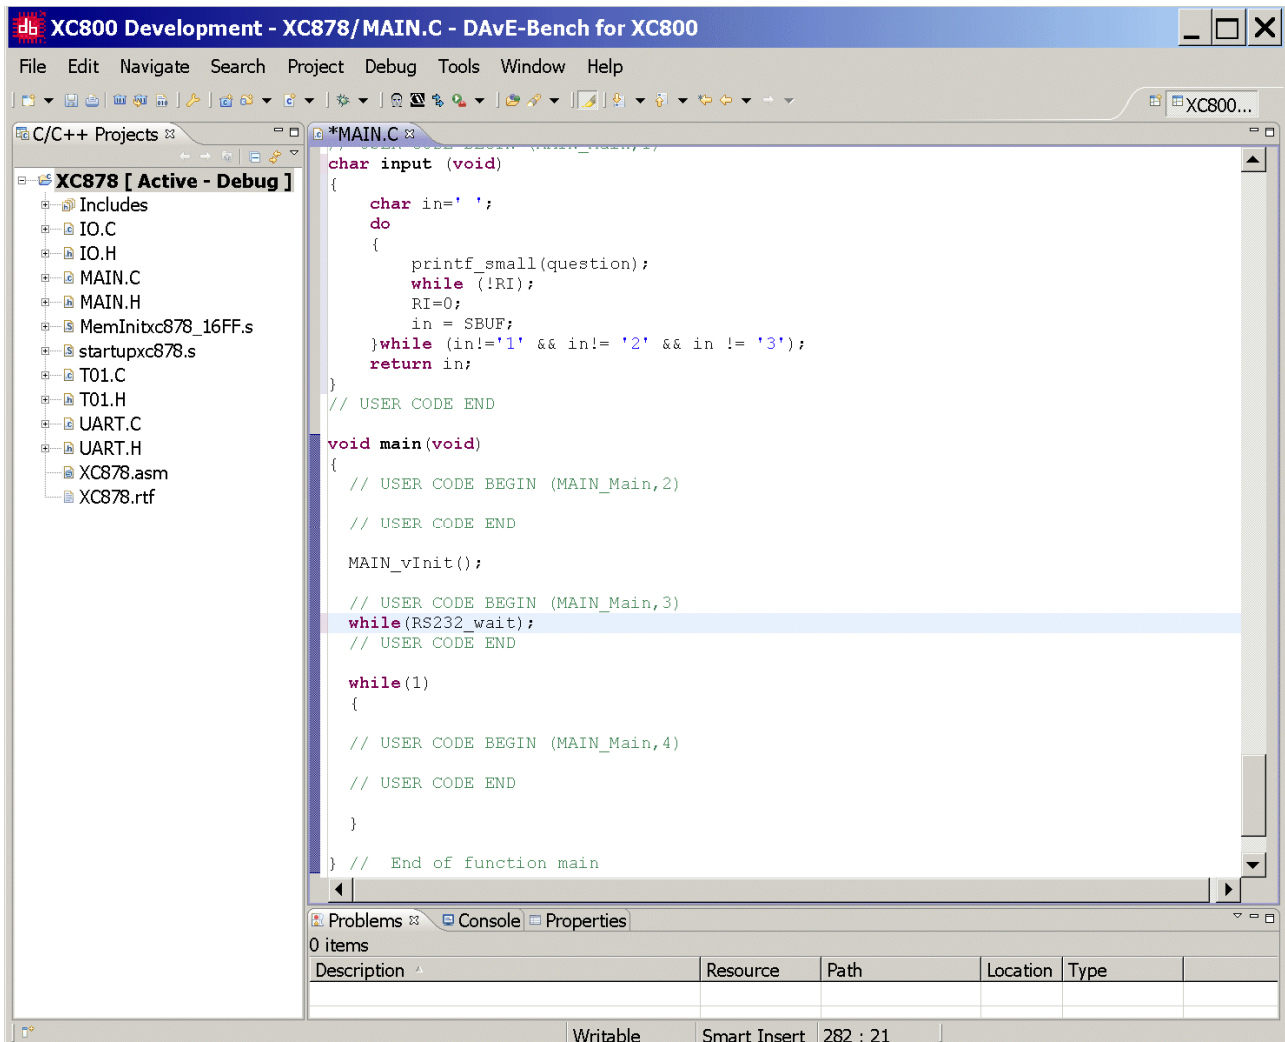 db XC800 Development - XC878/MAIN.C - DAvE-Bench for XC800
File Edit Navigate Search Project Debug Tools Window Help
XC800...
C/C++ Projects
*MAIN.C
XC878 [ Active - Debug ]
Includes
IO.C
IO.H
MAIN.C
MAIN.H
MemInitxc878_16FF.s
startupxc878.s
T01.C
T01.H
UART.C
UART.H
XC878.asm
XC878.rtf
// USER CODE BEGIN (MAIN_Main,1)
char input (void)
{
char in=' ';
do
{
printf_small(question);
while (!RI);
RI=0;
in = SBUF;
}while (in!='1' && in!= '2' && in != '3');
return in;
}
// USER CODE END
void main(void)
{
// USER CODE BEGIN (MAIN_Main,2)
// USER CODE END
MAIN_vInit();
// USER CODE BEGIN (MAIN_Main,3)
while(RS232_wait);
// USER CODE END
while(1)
{
// USER CODE BEGIN (MAIN_Main,4)
// USER CODE END
}
} // End of function main
Problems Console Properties
0 items
Description Resource Path Location Type
Writable Smart Insert 282 : 21